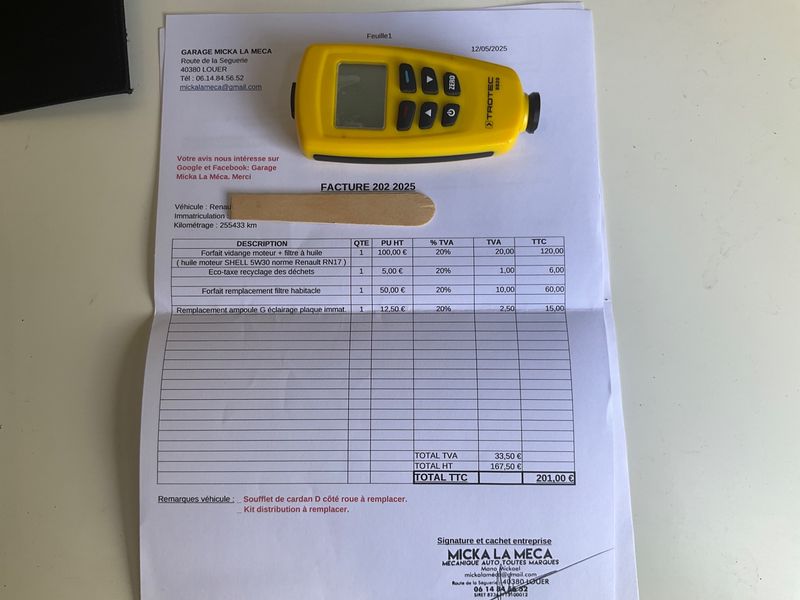 Feuille1
GARAGE MICKA LA MECA
12/05/2025
Route de la Seguerie
40380 LOUER
Tél : 06.14.84.56.52
mickalameca@gmail.com
ZERO
TROTEC
Votre avis nous intéresse sur
Google et Facebook: Garage
Micka La Méca. Merci
FACTURE 202 2025
Véhicule :
Immatriculation :
Kilométrage : 255433 km
DESCRIPTION QTE PU HT % TVA TVA TTC
Forfait vidange moteur + filtre à huile 1 100,00 € 20% 20,00 120,00
( huile moteur SHELL 5W30 norme Renault RN17 )
Eco-taxe recyclage des déchets 1 5,00 € 20% 1,00 6,00
Forfait remplacement filtre habitacle 1 50,00 € 20% 10,00 60,00
Remplacement ampoule G éclairage plaque immat. 1 12,50 € 20% 2,50 15,00
TOTAL TVA 33,50 €
TOTAL HT 167,50 €
TOTAL TTC 201,00 €
Remarques véhicule : _ Soufflet de cardan D côté roue à remplacer.
_ Kit distribution à remplacer.
Signature et cachet entreprise
MICKA LA MECA
MECANIQUE AUTO TOUTES MARQUES
mickalameca@gmail.com
Route de la Seguerie 40380 LOUER
06 14 84 56 52
SIRET